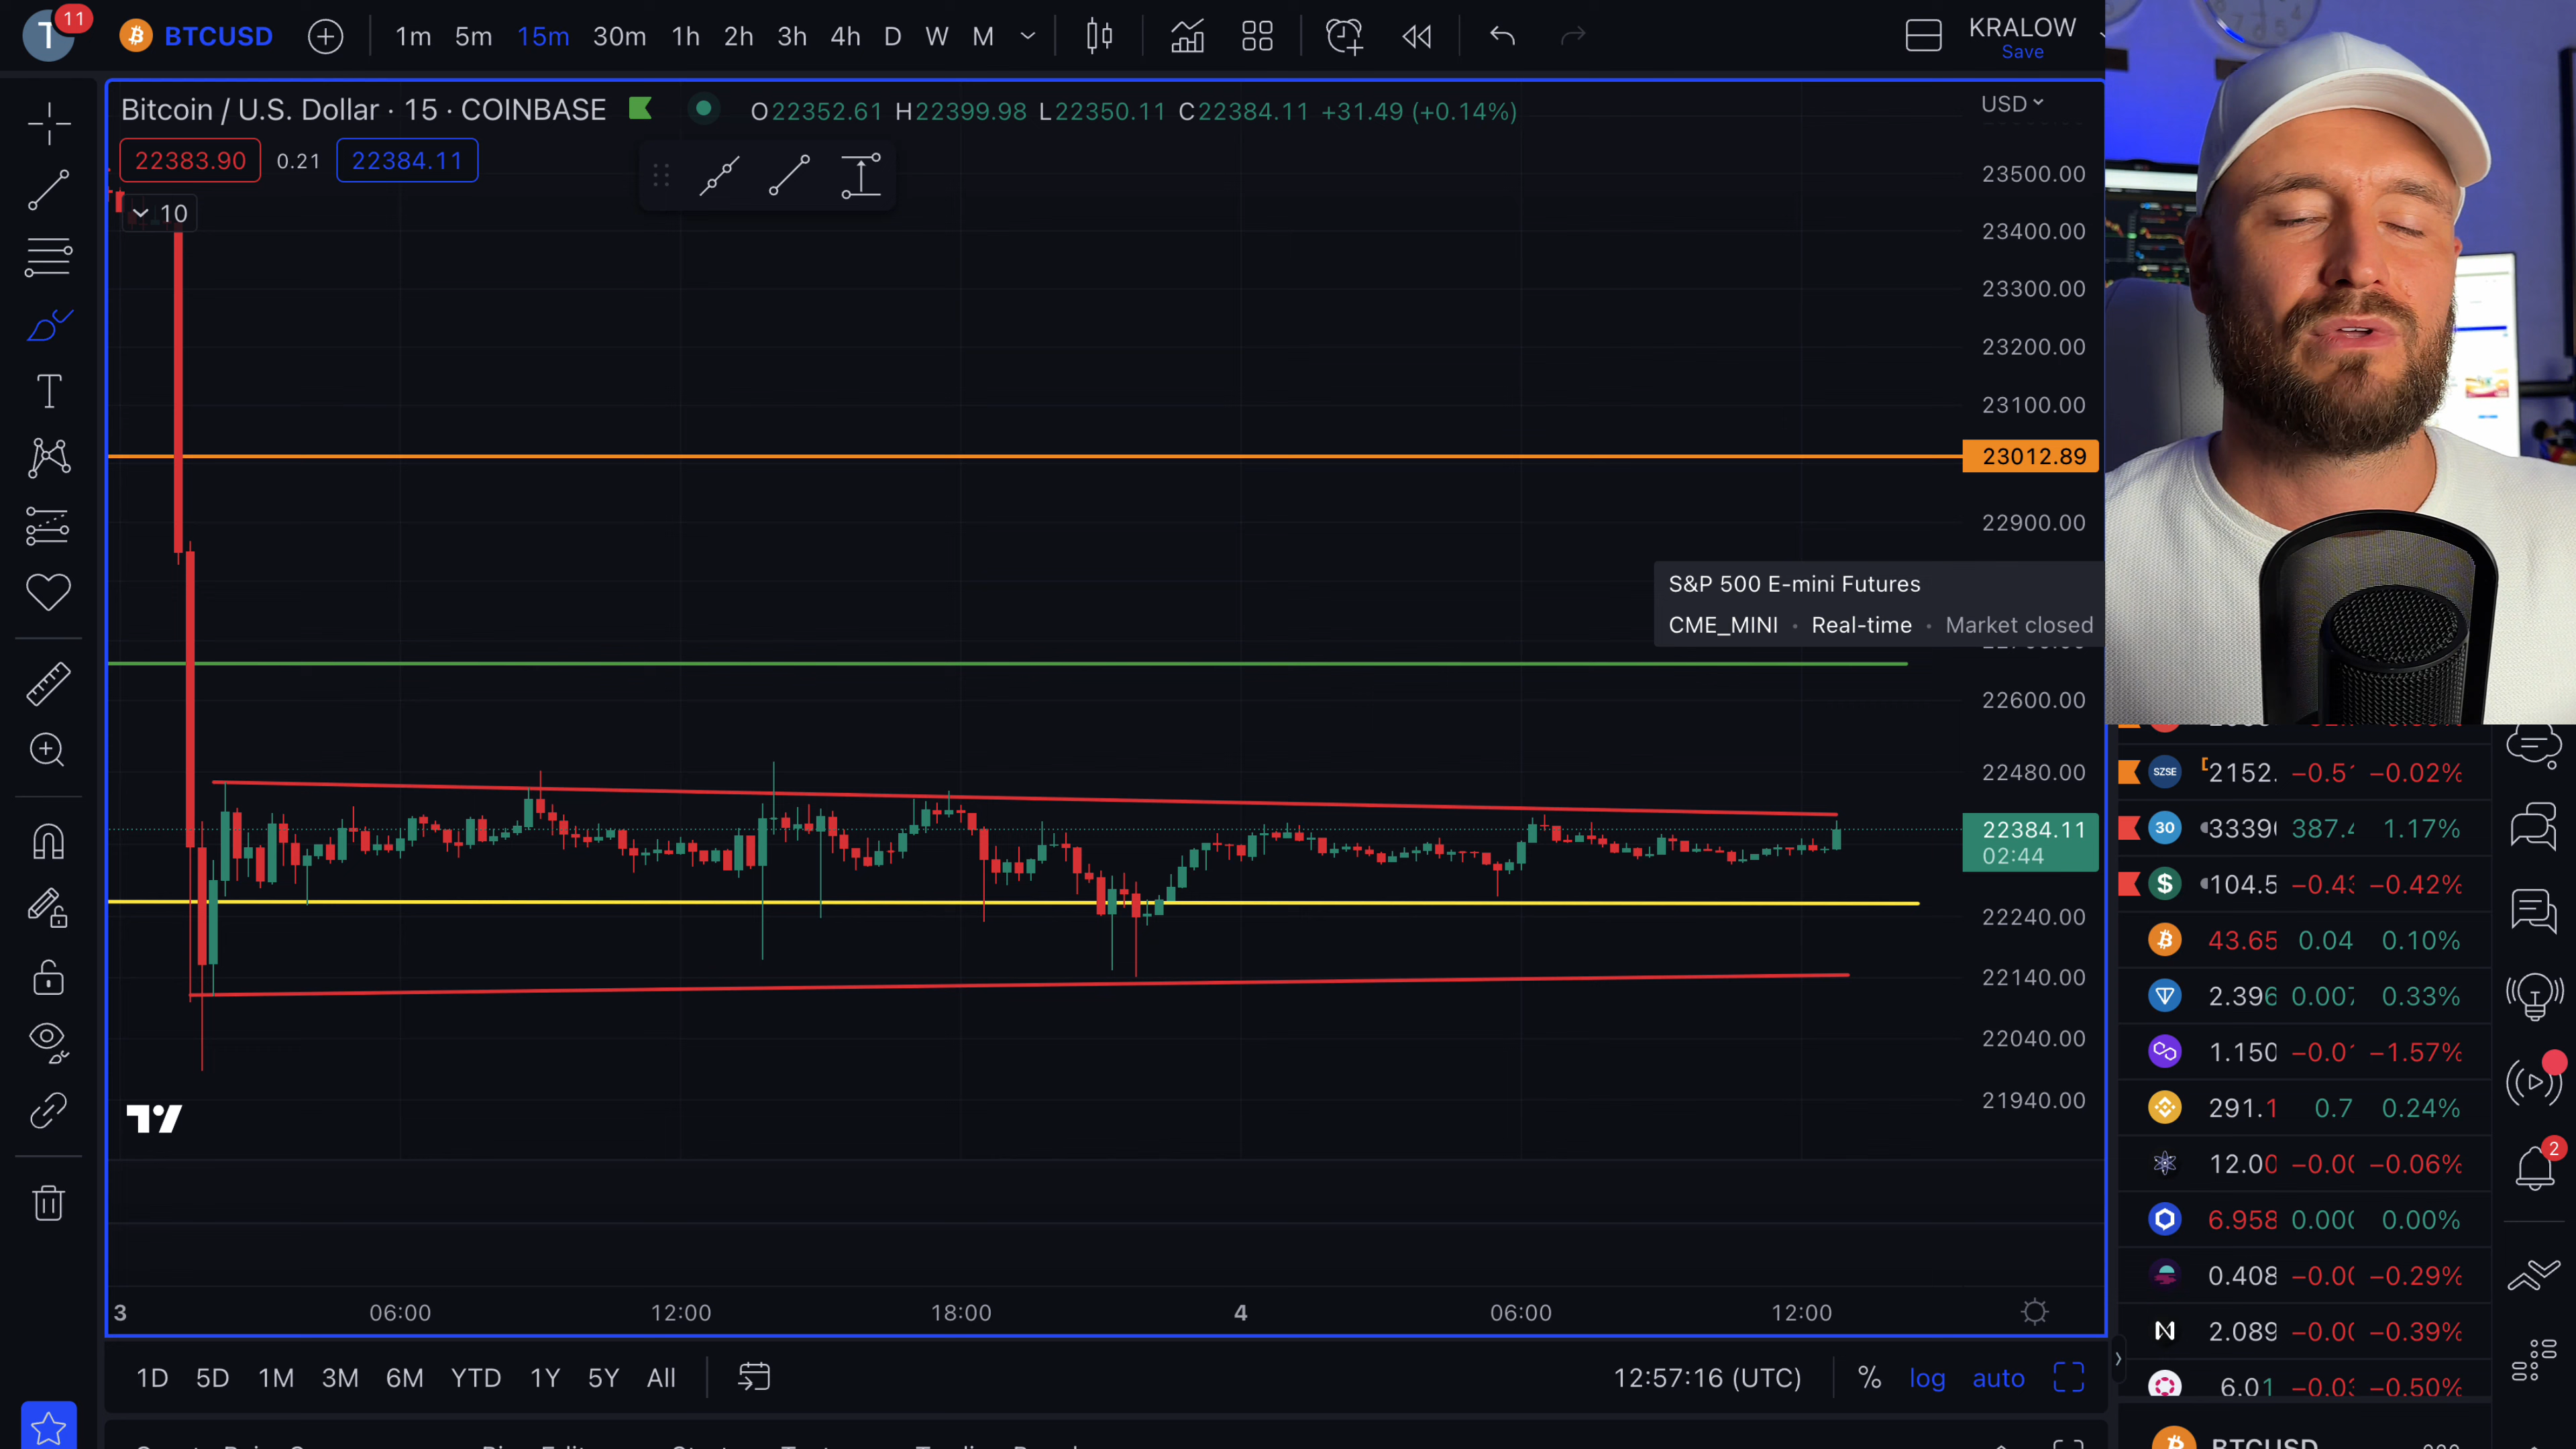 11
BTCUSD 1m 5m 15m 30m 1h 2h 3h 4h D W M KRALOW
Save
Bitcoin / U.S. Dollar · 15 · COINBASE O22352.61 H22399.98 L22350.11 C22384.11 +31.49 (+0.14%) USD
22383.90 0.21 22384.11
10
23500.00
23400.00
23300.00
23200.00
23100.00
23012.89
22900.00
S&P 500 E-mini Futures
CME_MINI · Real-time · Market closed
22600.00
22480.00
22384.11
02:44
22240.00
22140.00
22040.00
21940.00
3 06:00 12:00 18:00 4 06:00 12:00
1D 5D 1M 3M 6M YTD 1Y 5Y All 12:57:16 (UTC) % log auto
SZSE 2152. −0.5 −0.02%
30 3339 387.4 1.17%
$ 104.5 −0.4 −0.42%
43.65 0.04 0.10%
2.396 0.007 0.33%
1.150 −0.0 −1.57%
291.1 0.7 0.24%
12.00 −0.0 −0.06%
6.958 0.000 0.00%
0.408 −0.0 −0.29%
2.089 −0.0 −0.39%
6.01 −0.0 −0.50%
BTCUSD
2